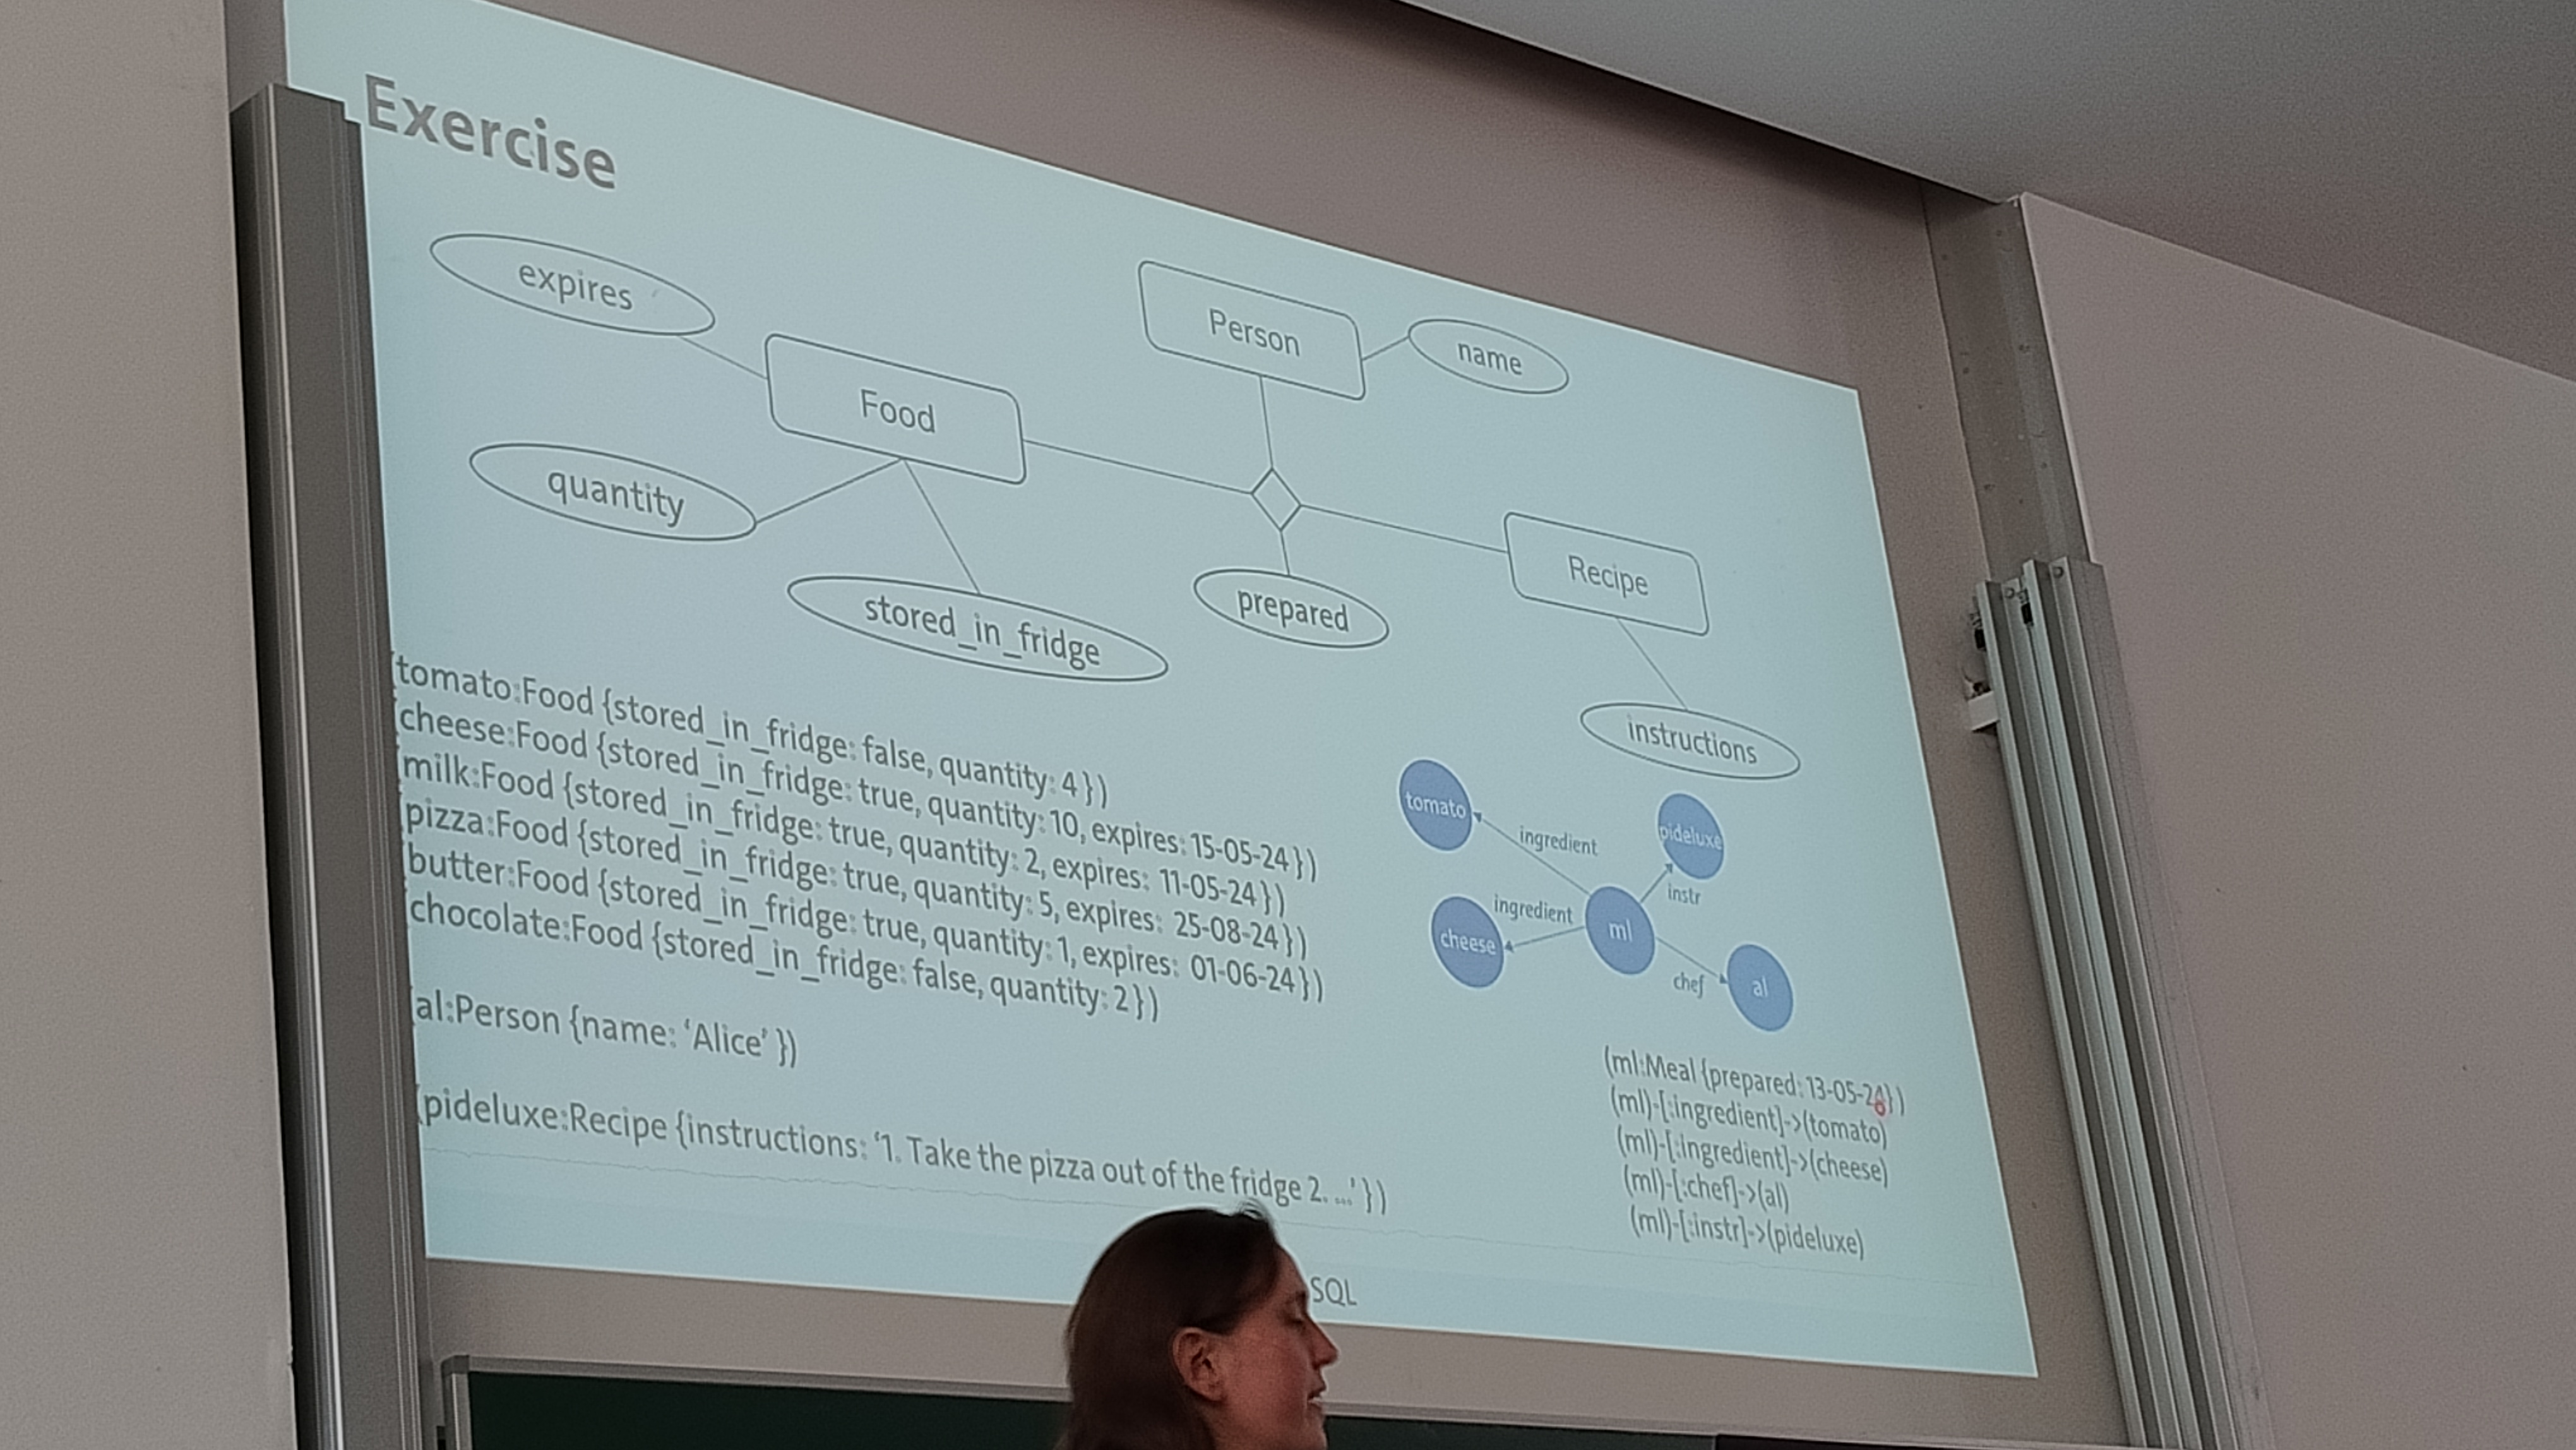 Exercise
expires
Person
name
Food
quantity
stored_in_fridge
prepared
Recipe
instructions
(tomato:Food {stored_in_fridge: false, quantity: 4 })
(cheese:Food {stored_in_fridge: true, quantity: 10, expires: 15-05-24 })
(milk:Food {stored_in_fridge: true, quantity: 2, expires: 11-05-24 })
(pizza:Food {stored_in_fridge: true, quantity: 5, expires: 25-08-24 })
(butter:Food {stored_in_fridge: true, quantity: 1, expires: 01-06-24 })
(chocolate:Food {stored_in_fridge: false, quantity: 2 })
(al:Person {name: ‘Alice’ })
(pideluxe:Recipe {instructions: ‘1. Take the pizza out of the fridge 2. ...’ })
tomato
ingredient
pideluxe
instr
ingredient
cheese
ml
chef
al
(ml:Meal {prepared: 13-05-24})
(ml)-[:ingredient]->(tomato)
(ml)-[:ingredient]->(cheese)
(ml)-[:chef]->(al)
(ml)-[:instr]->(pideluxe)
SQL